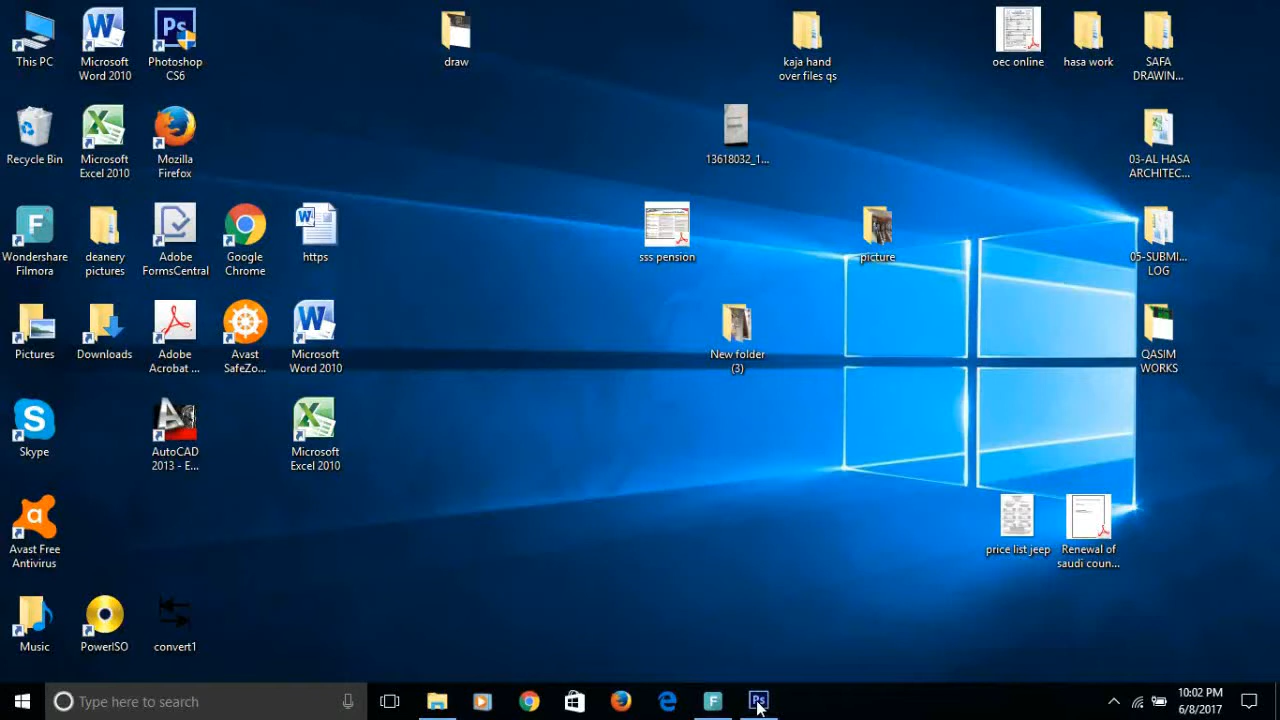 This PC
Microsoft
Word 2010
Ps
Photoshop
CS6
draw
kaja hand
over files qs
oec online
hasa work
SAFA
DRAWIN...
Recycle Bin
Microsoft
Excel 2010
Mozilla
Firefox
13618032_1...
03-AL HASA
ARCHITEC...
Wondershare
Filmora
deanery
pictures
Adobe
FormsCentral
Google
Chrome
https
sss pension
picture
05-SUBMI...
LOG
Pictures
Downloads
Adobe
Acrobat ...
Avast
SafeZo...
Microsoft
Word 2010
New folder
(3)
QASIM
WORKS
Skype
AutoCAD
2013 - E...
Microsoft
Excel 2010
Avast Free
Antivirus
price list jeep
Renewal of
saudi coun...
Music
PowerISO
convert1
Type here to search
Ps
10:02 PM
6/8/2017